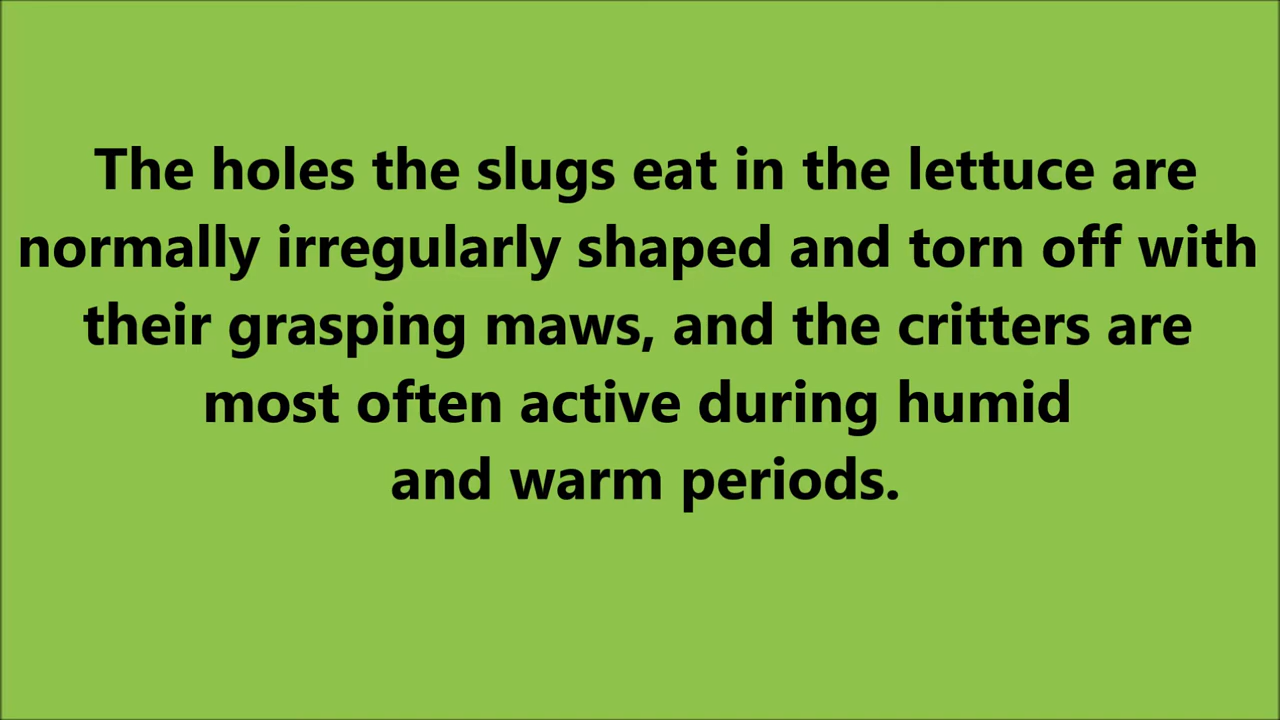 The holes the slugs eat in the lettuce are
normally irregularly shaped and torn off with
their grasping maws, and the critters are
most often active during humid
and warm periods.